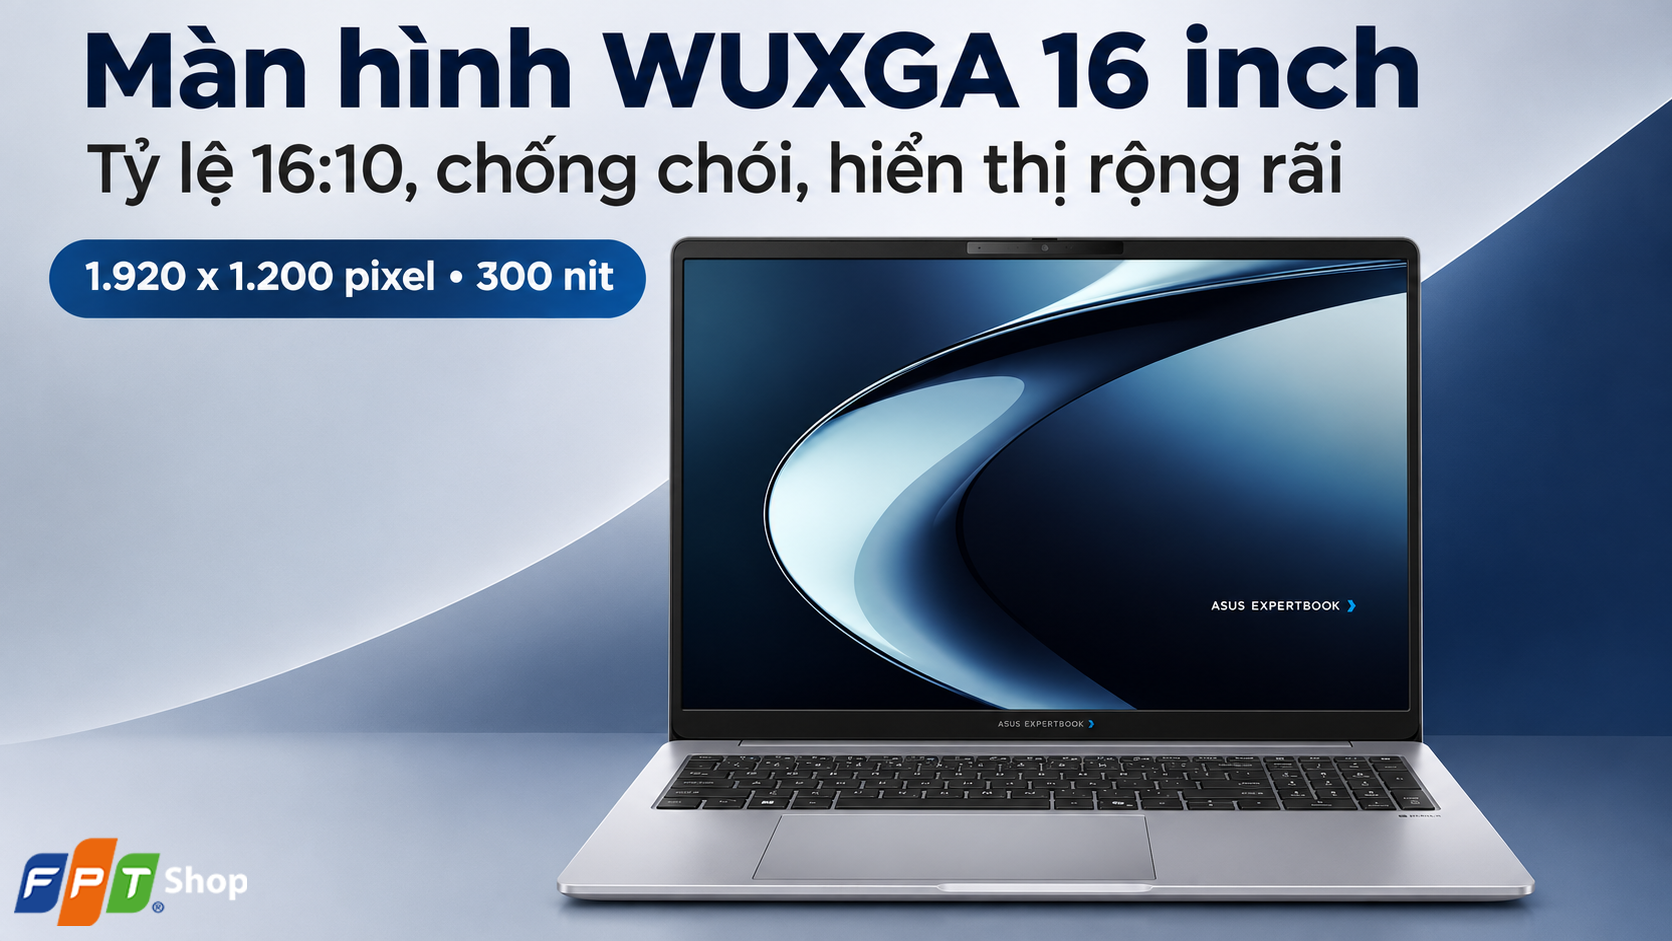 Màn hình WUXGA 16 inch
Tỷ lệ 16:10, chống chói, hiển thị rộng rãi
1.920 x 1.200 pixel • 300 nit
ASUS EXPERTBOOK
ASUS EXPERTBOOK
FPT® Shop